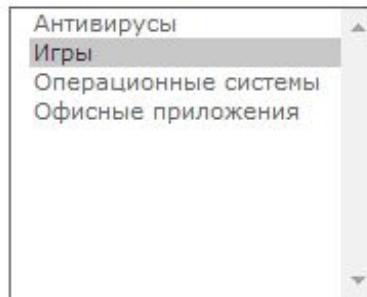 Антивирусы
Игры
Операционные системы
Офисные приложения